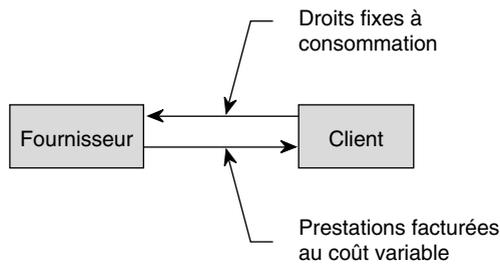 Droits fixes à
consommation
Fournisseur
Client
Prestations facturées
au coût variable